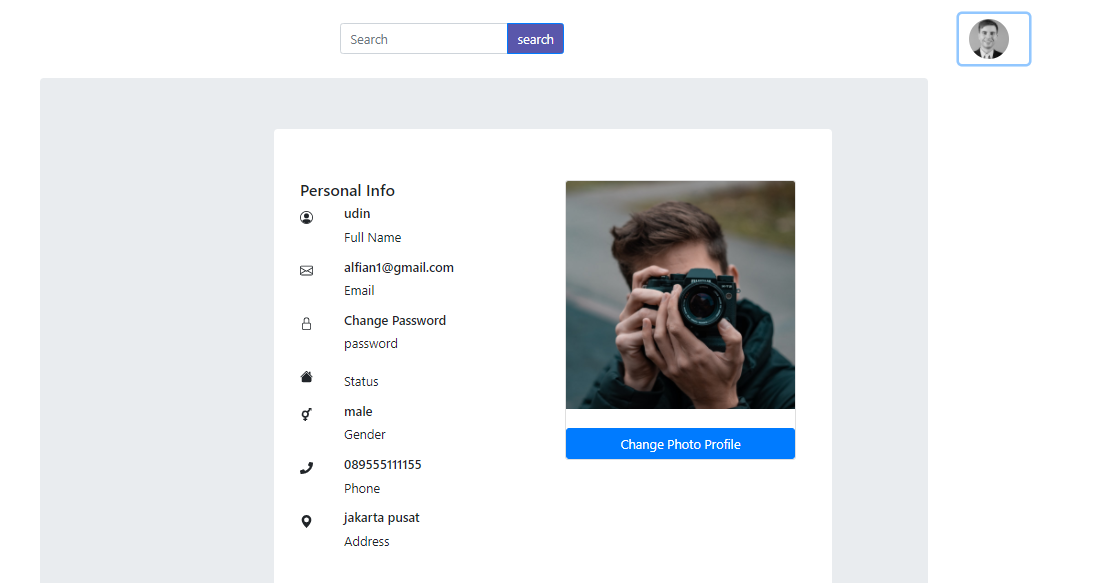 Search
search
Personal Info
udin
Full Name
alfian1@gmail.com
Email
Change Password
password
Status
male
Gender
089555111155
Phone
jakarta pusat
Address
Change Photo Profile